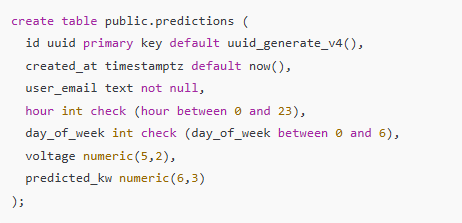 create table public.predictions (
  id uuid primary key default uuid_generate_v4(),
  created_at timestamptz default now(),
  user_email text not null,
  hour int check (hour between 0 and 23),
  day_of_week int check (day_of_week between 0 and 6),
  voltage numeric(5,2),
  predicted_kw numeric(6,3)
);